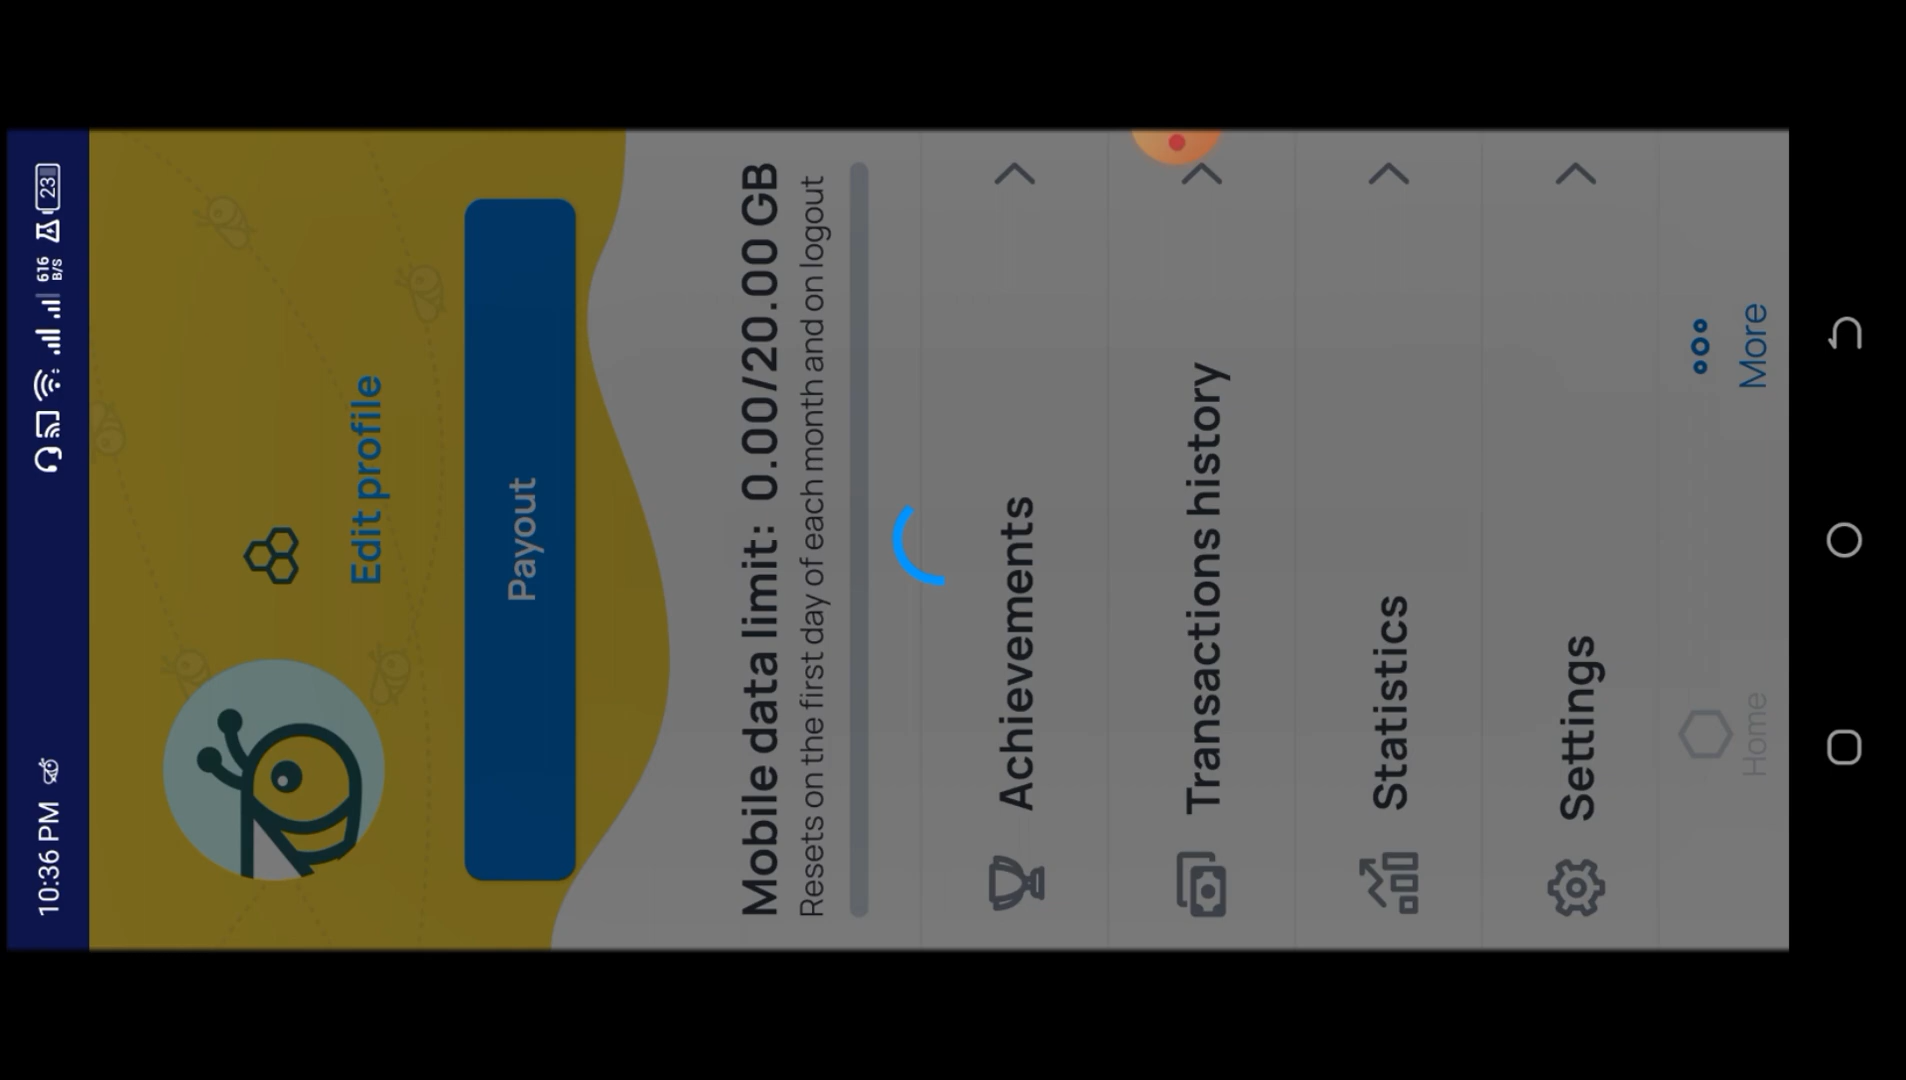 10:36 PM
616
B/S
23
Edit profile
Payout
Mobile data limit: 0.00/20.00 GB
Resets on the first day of each month and on logout
Achievements
Transactions history
Statistics
Settings
Home
More